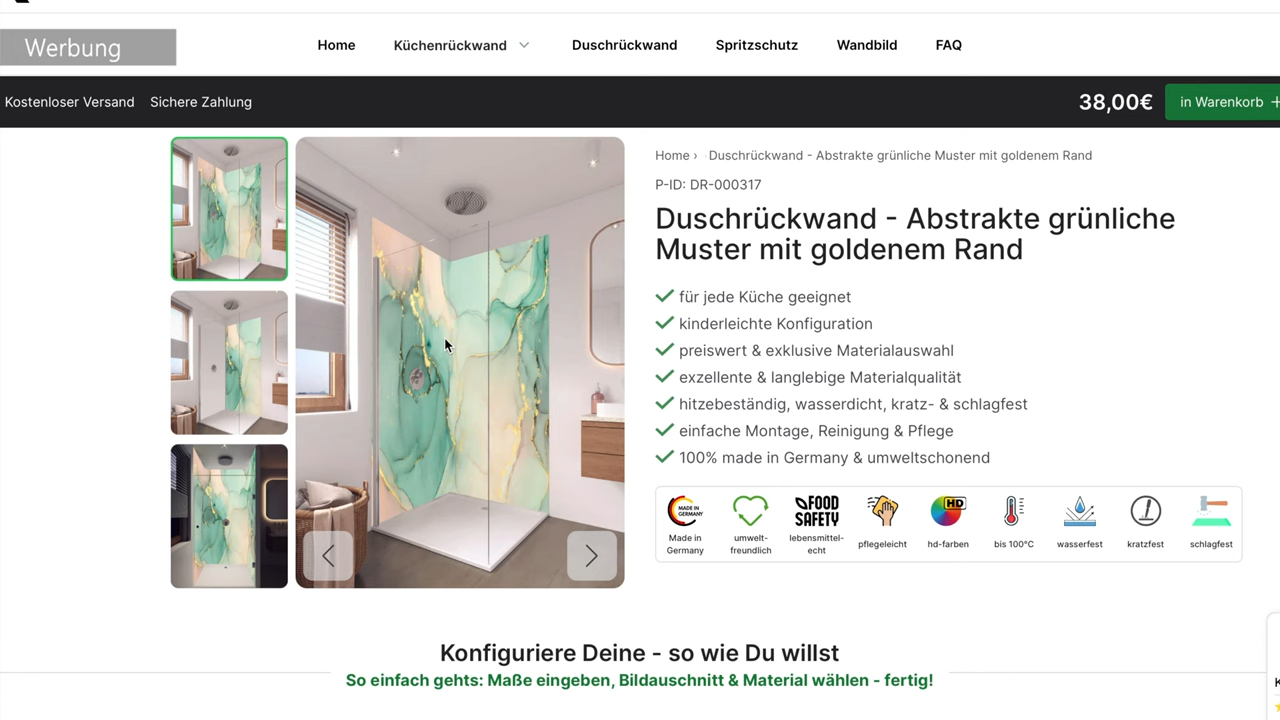 Werbung
Home
Küchenrückwand
Duschrückwand
Spritzschutz
Wandbild
FAQ
Kostenloser Versand
Sichere Zahlung
38,00€
in Warenkorb +
Home › Duschrückwand - Abstrakte grünliche Muster mit goldenem Rand
P-ID: DR-000317
Duschrückwand - Abstrakte grünliche
Muster mit goldenem Rand
für jede Küche geeignet
kinderleichte Konfiguration
preiswert & exklusive Materialauswahl
exzellente & langlebige Materialqualität
hitzebeständig, wasserdicht, kratz- & schlagfest
einfache Montage, Reinigung & Pflege
100% made in Germany & umweltschonend
MADE IN
GERMANY
Made in
Germany
umwelt-
freundlich
FOOD
SAFETY
lebensmittel-
echt
pflegeleicht
HD
hd-farben
bis 100°C
wasserfest
kratzfest
schlagfest
Konfiguriere Deine - so wie Du willst
So einfach gehts: Maße eingeben, Bildauschnitt & Material wählen - fertig!
K